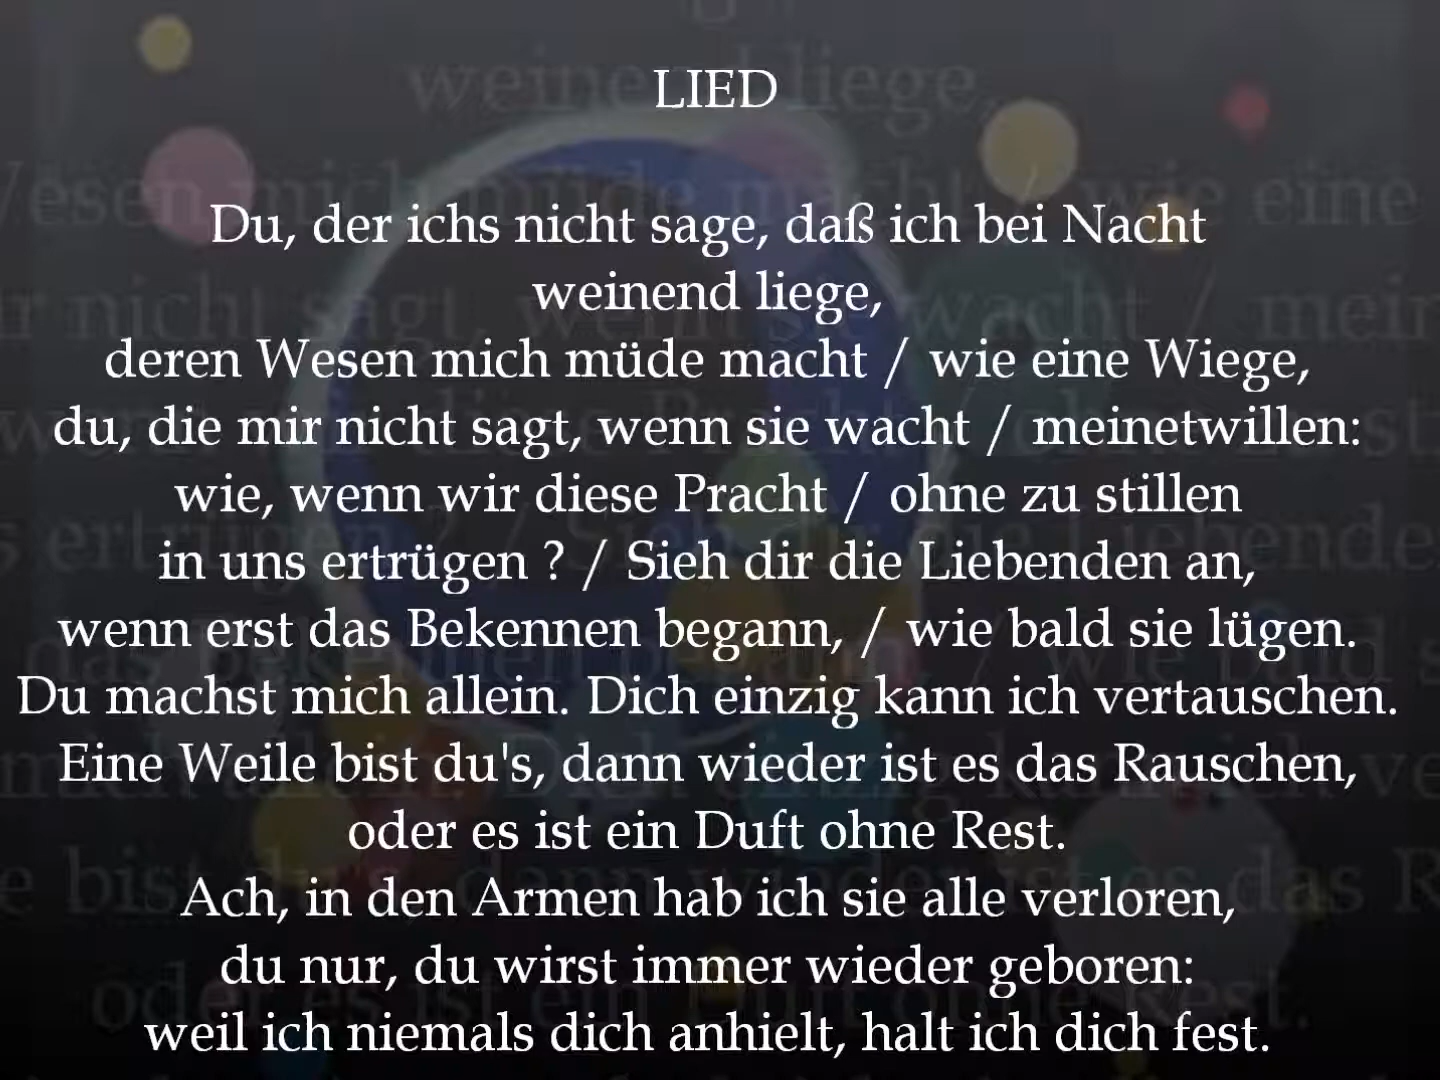 LIED
Du, der ichs nicht sage, daß ich bei Nacht
weinend liege,
deren Wesen mich müde macht / wie eine Wiege,
du, die mir nicht sagt, wenn sie wacht / meinetwillen:
wie, wenn wir diese Pracht / ohne zu stillen
in uns ertrügen ? / Sieh dir die Liebenden an,
wenn erst das Bekennen begann, / wie bald sie lügen.
Du machst mich allein. Dich einzig kann ich vertauschen.
Eine Weile bist du's, dann wieder ist es das Rauschen,
oder es ist ein Duft ohne Rest.
Ach, in den Armen hab ich sie alle verloren,
du nur, du wirst immer wieder geboren:
weil ich niemals dich anhielt, halt ich dich fest.